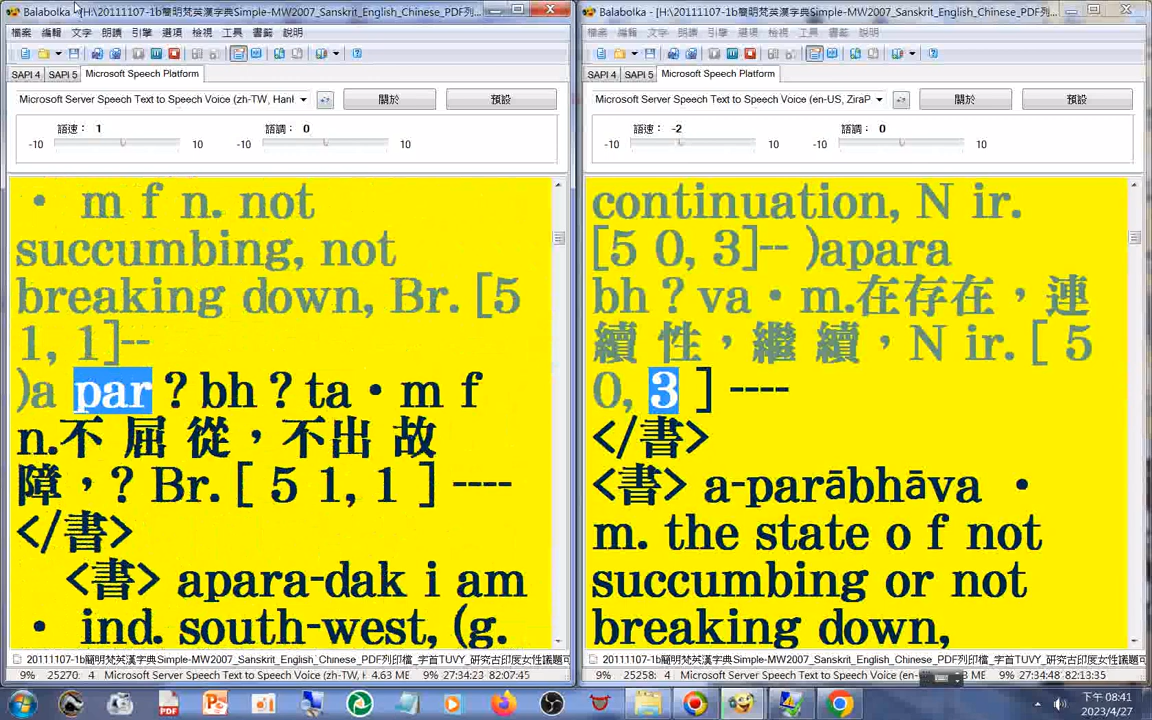 Balabolka - [H:\20111107-1b簡明梵英漢字典Simple-MW2007_Sanskrit_English_Chinese_PDF列印...
檔案 編輯 文字 朗讀 引擎 選項 檢視 工具 書籤 說明
SAPI 4 SAPI 5 Microsoft Speech Platform
Microsoft Server Speech Text to Speech Voice (zh-TW, Hanl 關於 預設
語速： 1 語調： 0
-10 10 -10 10
• m f n. not
succumbing, not
breaking down, Br. [5
1, 1]--
)a par？bh？ta•m f
n.不 屈 從，不出 故
障，? Br. [ 5 1, 1 ] ----
</書>
<書> apara-dak i am
• ind. south-west, (g.
20111107-1b簡明梵英漢字典Simple-MW2007_Sanskrit_English_Chinese_PDF列印檔_字首TUVY_研究古印度女性議題可
9% 25270: 4 Microsoft Server Speech Text to Speech Voice (zh-TW, H 4.63 ME 9% 27:34:23 82:07:45
Balabolka - [H:\20111107-1b簡明梵英漢字典Simple-MW2007_Sanskrit_English_Chinese_PDF列印...
檔案 編輯 文字 朗讀 引擎 選項 檢視 工具 書籤 說明
SAPI 4 SAPI 5 Microsoft Speech Platform
Microsoft Server Speech Text to Speech Voice (en-US, ZiraP 關於 預設
語速： -2 語調： 0
-10 10 -10 10
continuation, N ir.
[5 0, 3]-- )apara
bh？va•m.在存在，連
續 性，繼 續，N ir. [ 5
0, 3 ] ----
</書>
<書> a-parābhāva •
m. the state o f not
succumbing or not
breaking down,
20111107-1b簡明梵英漢字典Simple-MW2007_Sanskrit_English_Chinese_PDF列印檔_字首TUVY_研究古印度女性議題可
9% 25258: 4 Microsoft Server Speech Text to Speech Voice (en-US, 9% 27:34:48 82:13:35
下午 08:41
2023/4/27